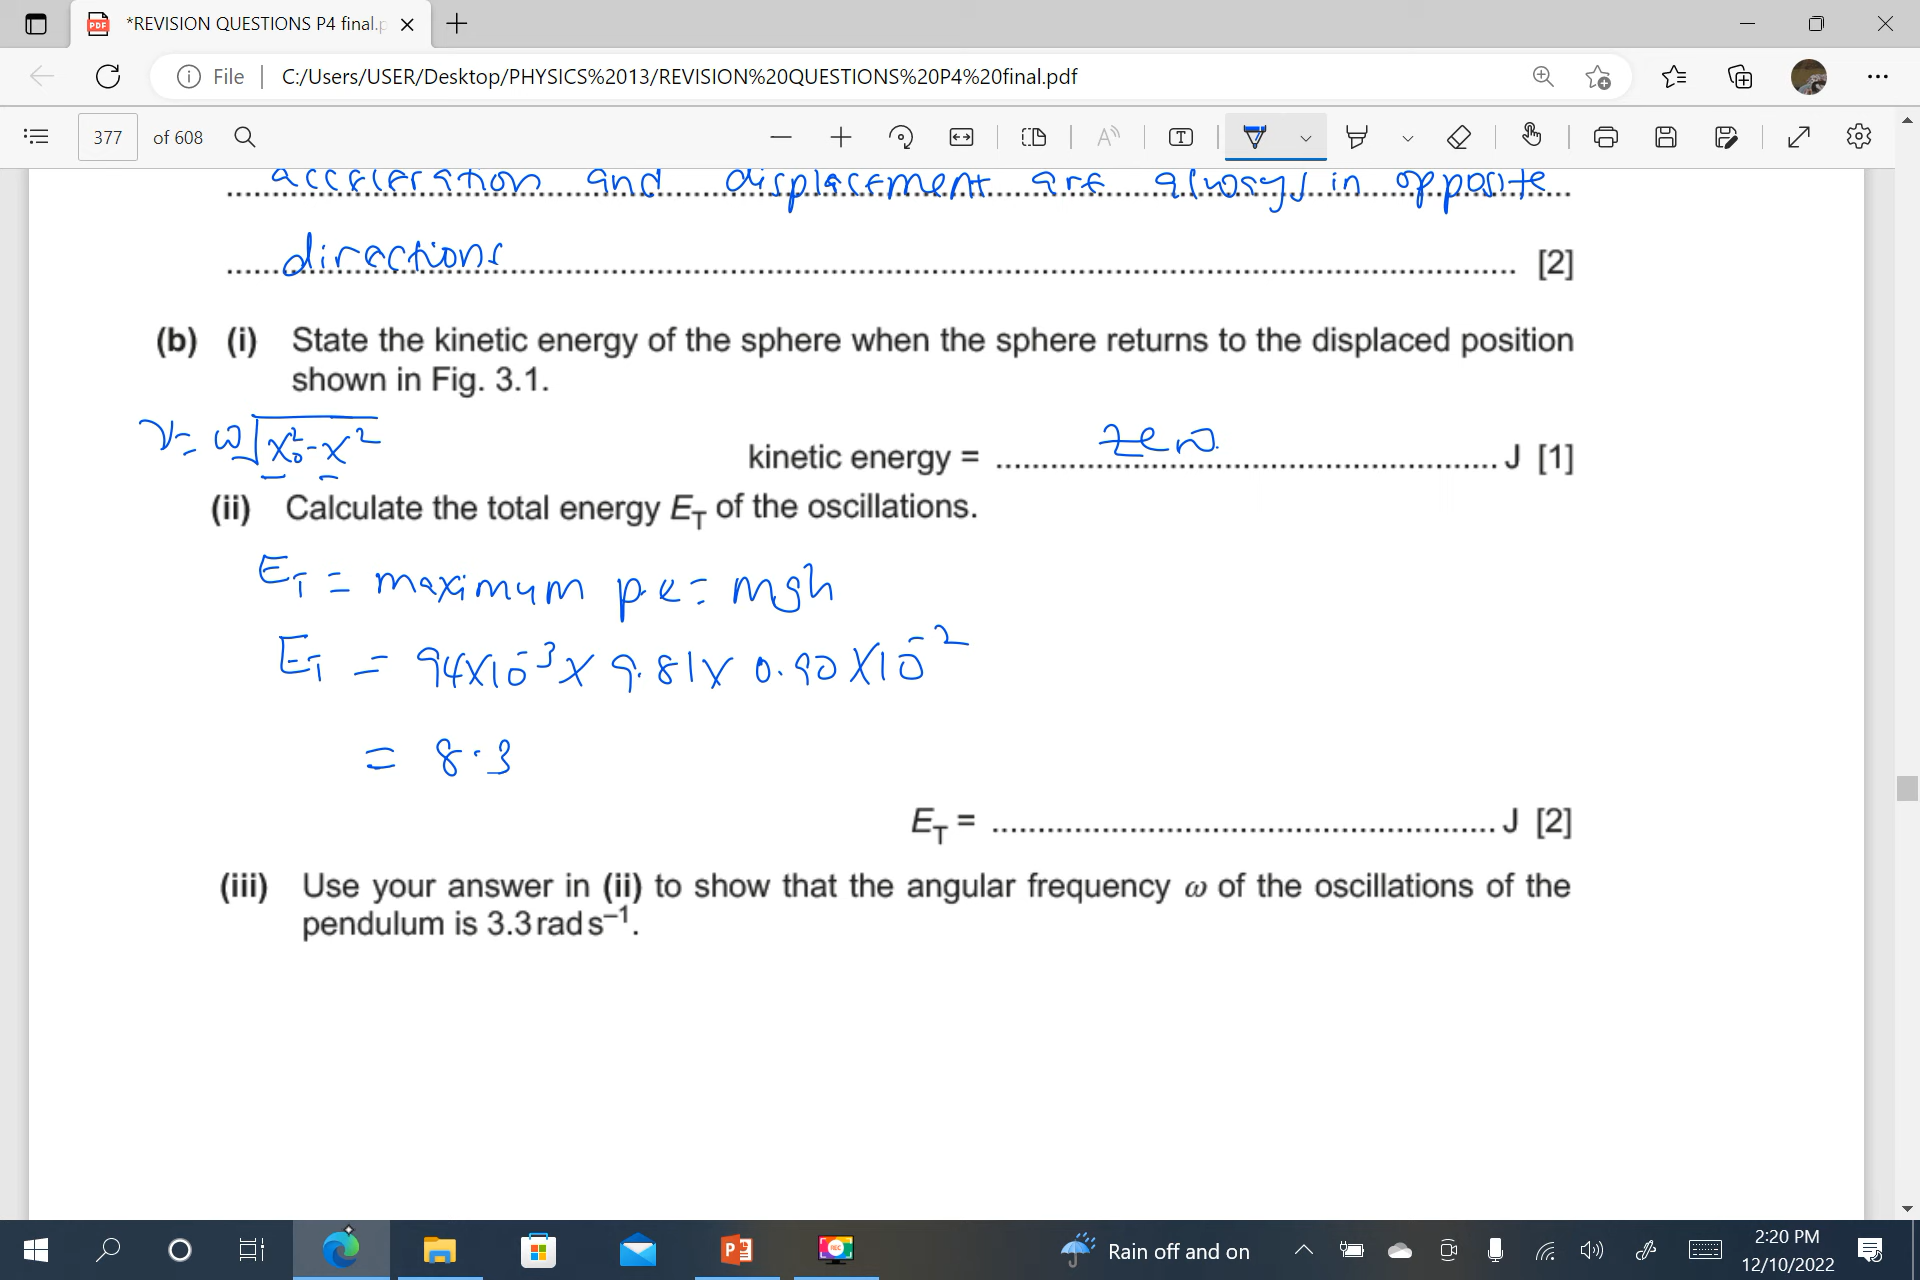 *REVISION QUESTIONS P4 final.p
File C:/Users/USER/Desktop/PHYSICS%2013/REVISION%20QUESTIONS%20P4%20final.pdf
377 of 608
acceleration and displacement are always in opposite
directions [2]
(b) (i) State the kinetic energy of the sphere when the sphere returns to the displaced position
shown in Fig. 3.1.
v = ω√(x₀² - x²)
kinetic energy = zero J [1]
(ii) Calculate the total energy E_T of the oscillations.
E_T = maximum p.e = mgh
E_T = 94×10⁻³ × 9.81 × 0.90 × 10⁻²
= 8.3
E_T = ........ J [2]
(iii) Use your answer in (ii) to show that the angular frequency ω of the oscillations of the
pendulum is 3.3 rad s⁻¹.
Rain off and on
2:20 PM
12/10/2022